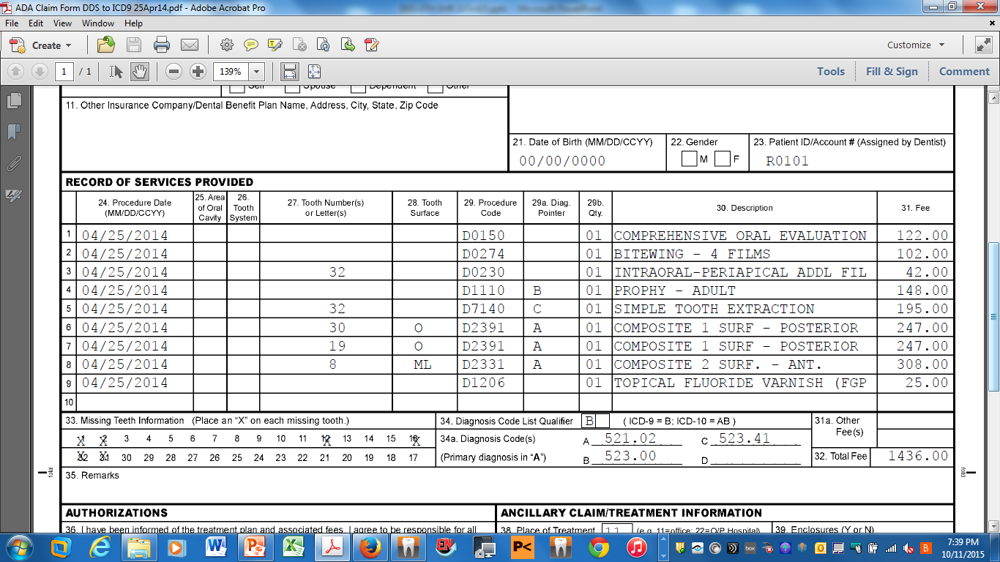 ADA Claim Form DDS to ICD9 25Apr14.pdf - Adobe Acrobat Pro
File Edit View Window Help
Create Customize
1 / 1 139% Tools Fill & Sign Comment
Self Spouse Dependent Other
11. Other Insurance Company/Dental Benefit Plan Name, Address, City, State, Zip Code
21. Date of Birth (MM/DD/CCYY) 22. Gender 23. Patient ID/Account # (Assigned by Dentist)
00/00/0000 M F R0101
RECORD OF SERVICES PROVIDED
24. Procedure Date (MM/DD/CCYY) 25. Area of Oral Cavity 26. Tooth System 27. Tooth Number(s) or Letter(s) 28. Tooth Surface 29. Procedure Code 29a. Diag. Pointer 29b. Qty. 30. Description 31. Fee
1 04/25/2014 D0150 01 COMPREHENSIVE ORAL EVALUATION 122.00
2 04/25/2014 D0274 01 BITEWING - 4 FILMS 102.00
3 04/25/2014 32 D0230 01 INTRAORAL-PERIAPICAL ADDL FIL 42.00
4 04/25/2014 D1110 B 01 PROPHY - ADULT 148.00
5 04/25/2014 32 D7140 C 01 SIMPLE TOOTH EXTRACTION 195.00
6 04/25/2014 30 O D2391 A 01 COMPOSITE 1 SURF - POSTERIOR 247.00
7 04/25/2014 19 O D2391 A 01 COMPOSITE 1 SURF - POSTERIOR 247.00
8 04/25/2014 8 ML D2331 A 01 COMPOSITE 2 SURF. - ANT. 308.00
9 04/25/2014 D1206 01 TOPICAL FLUORIDE VARNISH (FGP 25.00
10
33. Missing Teeth Information (Place an "X" on each missing tooth.) 34. Diagnosis Code List Qualifier B ( ICD-9 = B; ICD-10 = AB ) 31a. Other Fee(s)
1 2 3 4 5 6 7 8 9 10 11 12 13 14 15 16 34a. Diagnosis Code(s) A 521.02 C 523.41
32 31 30 29 28 27 26 25 24 23 22 21 20 19 18 17 (Primary diagnosis in "A") B 523.00 D 32. Total Fee 1436.00
35. Remarks
fold fold
AUTHORIZATIONS ANCILLARY CLAIM/TREATMENT INFORMATION
36. I have been informed of the treatment plan and associated fees. I agree to be responsible for all 38. Place of Treatment 11 (e.g. 11=office; 22=O/P Hospital) 39. Enclosures (Y or N)
7:39 PM
10/11/2015